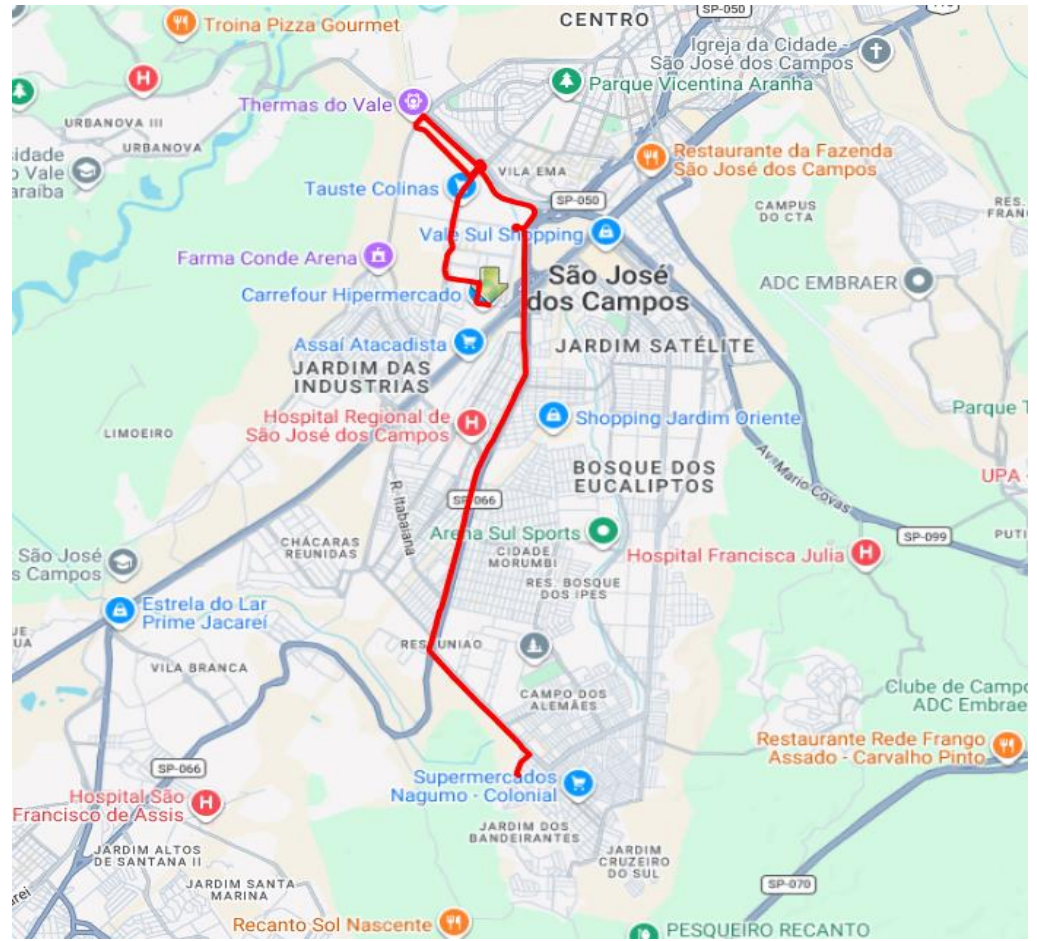 SP-050
CENTRO
Troina Pizza Gourmet
Igreja da Cidade -
São José dos Campos
Parque Vicentina Aranha
Thermas do Vale
URBANOVA III
URBANOVA
Restaurante da Fazenda
São José dos Campos
VILA EMA
Tauste Colinas
SP-050
CAMPUS
DO CTA
RES.
Vale Sul Shopping
Farma Conde Arena
São José
dos Campos
ADC EMBRAER
Carrefour Hipermercado
Assaí Atacadista
JARDIM SATÉLITE
JARDIM DAS
INDUSTRIAS
Hospital Regional de
São José dos Campos
Shopping Jardim Oriente
Parque T
LIMOEIRO
BOSQUE DOS
EUCALIPTOS
Av. Mario Covas
UPA -
R. Itabaiana
SP-066
Arena Sul Sports
CIDADE
MORUMBI
SP-099
PUTI
CHÁCARAS
REUNIDAS
São José
s Campos
Hospital Francisca Julia
RES. BOSQUE
DOS IPES
Estrela do Lar
Prime Jacareí
RES. UNIAO
VILA BRANCA
CAMPO DOS
ALEMÃES
Clube de Campo
ADC Embrae
Restaurante Rede Frango
Assado - Carvalho Pinto
SP-066
Supermercados
Nagumo - Colonial
Hospital São
Francisco de Assis
JARDIM DOS
BANDEIRANTES
JARDIM ALTOS
DE SANTANA II
JARDIM
CRUZEIRO
DO SUL
JARDIM SANTA
MARINA
SP-070
Recanto Sol Nascente
PESQUEIRO RECANTO